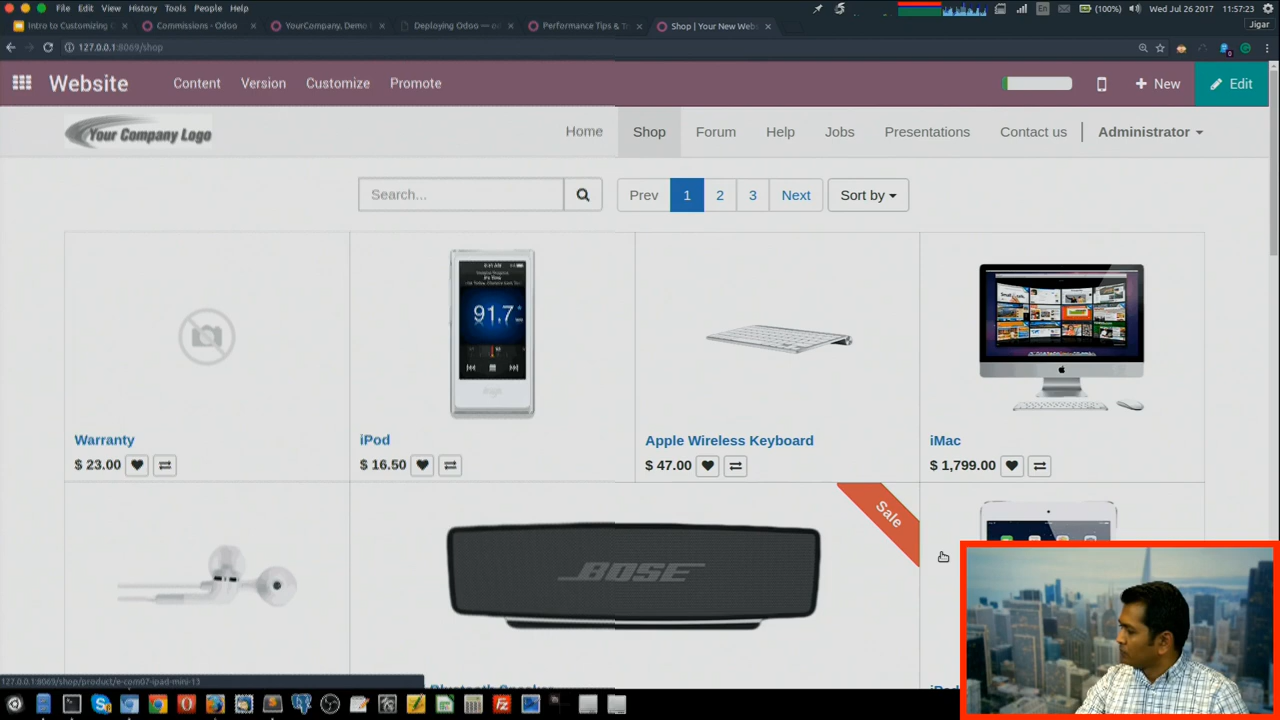 File Edit View History Tools People Help
En (100%) Wed Jul 26 2017 11:57:23
Intro to Customizing Commissions - Odoo YourCompany, Demo Deploying Odoo — Performance Tips & Shop | Your New Web
Jigar
127.0.0.1:8069/shop
Website Content Version Customize Promote + New Edit
Your Company Logo Home Shop Forum Help Jobs Presentations Contact us Administrator
Search... Prev 1 2 3 Next Sort by
91.7
Warranty iPod Apple Wireless Keyboard iMac
$ 23.00 $ 16.50 $ 47.00 $ 1,799.00
Sale
BOSE
127.0.0.1:8069/shop/product/e-com07-ipad-mini-13
Bluetooth Speaker